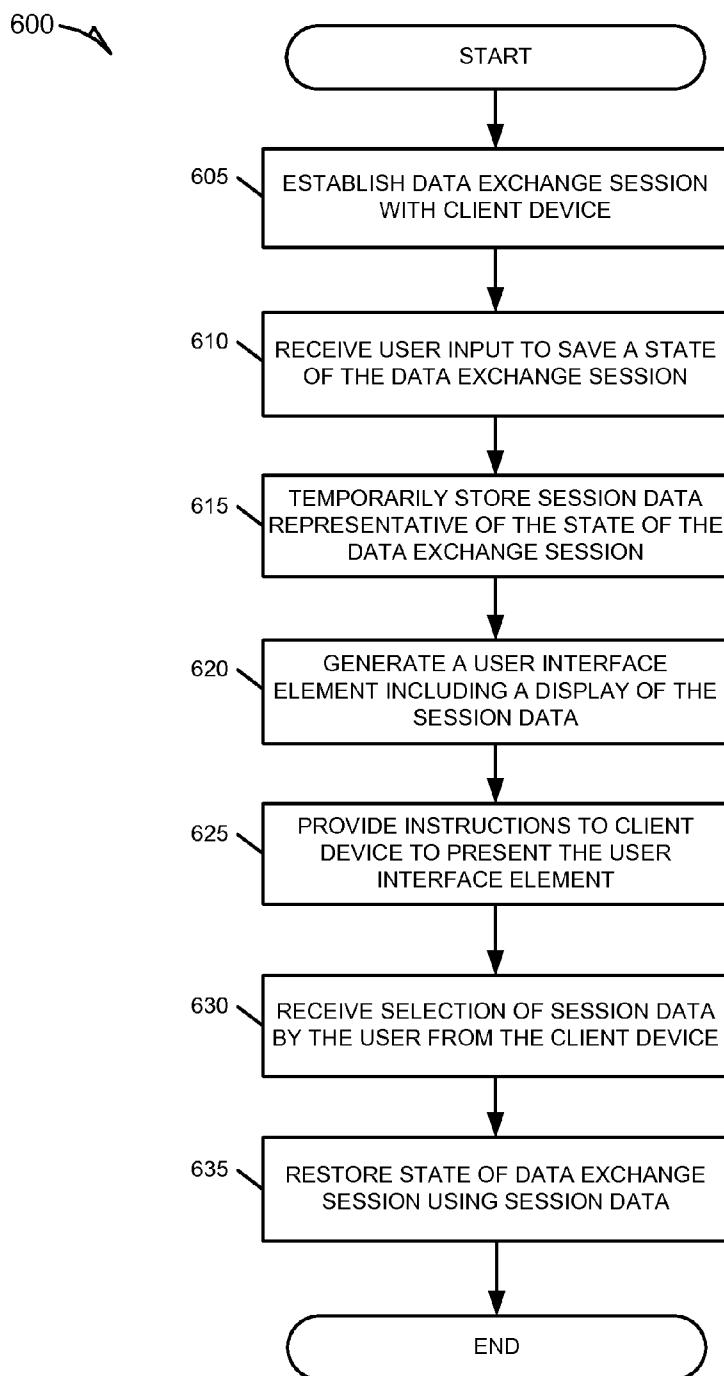 600
START
605
ESTABLISH DATA EXCHANGE SESSION
WITH CLIENT DEVICE
610
RECEIVE USER INPUT TO SAVE A STATE
OF THE DATA EXCHANGE SESSION
615
TEMPORARILY STORE SESSION DATA
REPRESENTATIVE OF THE STATE OF THE
DATA EXCHANGE SESSION
620
GENERATE A USER INTERFACE
ELEMENT INCLUDING A DISPLAY OF THE
SESSION DATA
625
PROVIDE INSTRUCTIONS TO CLIENT
DEVICE TO PRESENT THE USER
INTERFACE ELEMENT
630
RECEIVE SELECTION OF SESSION DATA
BY THE USER FROM THE CLIENT DEVICE
635
RESTORE STATE OF DATA EXCHANGE
SESSION USING SESSION DATA
END